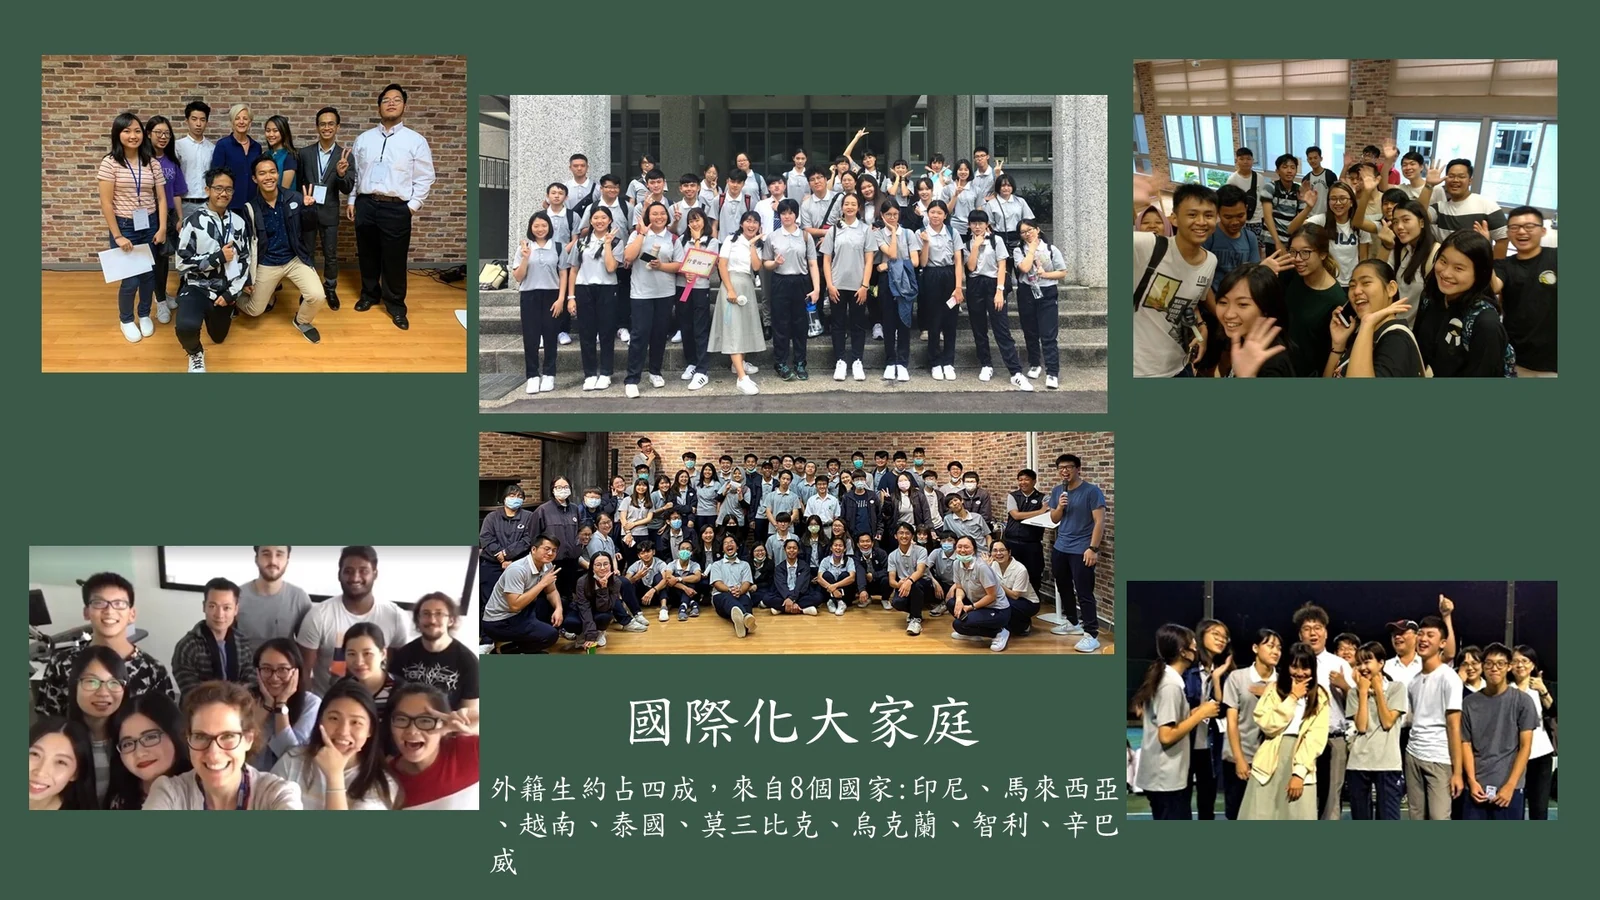 國際化大家庭
外籍生約占四成，來自8個國家:印尼、馬來西亞
、越南、泰國、莫三比克、烏克蘭、智利、辛巴
威